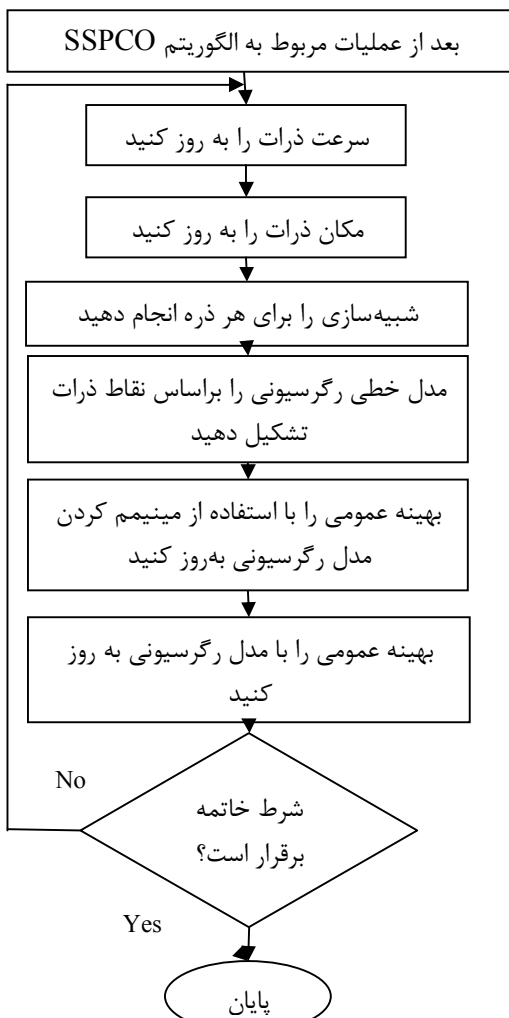 بعد از عملیات مربوط به الگوریتم SSPCO
سرعت ذرات را به روز کنید
مکان ذرات را به روز کنید
شبیه‌سازی را برای هر ذره انجام دهید
مدل خطی رگرسیونی را براساس نقاط ذرات
تشکیل دهید
بهینه عمومی را با استفاده از مینیمم کردن
مدل رگرسیونی به‌روز کنید
بهینه عمومی را با مدل رگرسیونی به روز
کنید
No
شرط خاتمه
برقرار است؟
Yes
پایان